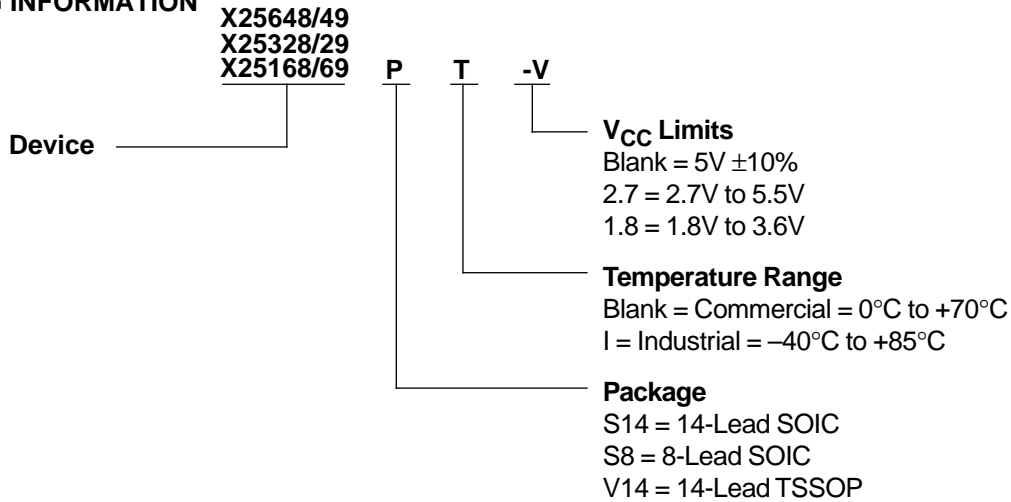 INFORMATION
X25648/49
X25328/29
X25168/69 P T -V
Device
VCC Limits
Blank = 5V ±10%
2.7 = 2.7V to 5.5V
1.8 = 1.8V to 3.6V
Temperature Range
Blank = Commercial = 0°C to +70°C
I = Industrial = –40°C to +85°C
Package
S14 = 14-Lead SOIC
S8 = 8-Lead SOIC
V14 = 14-Lead TSSOP